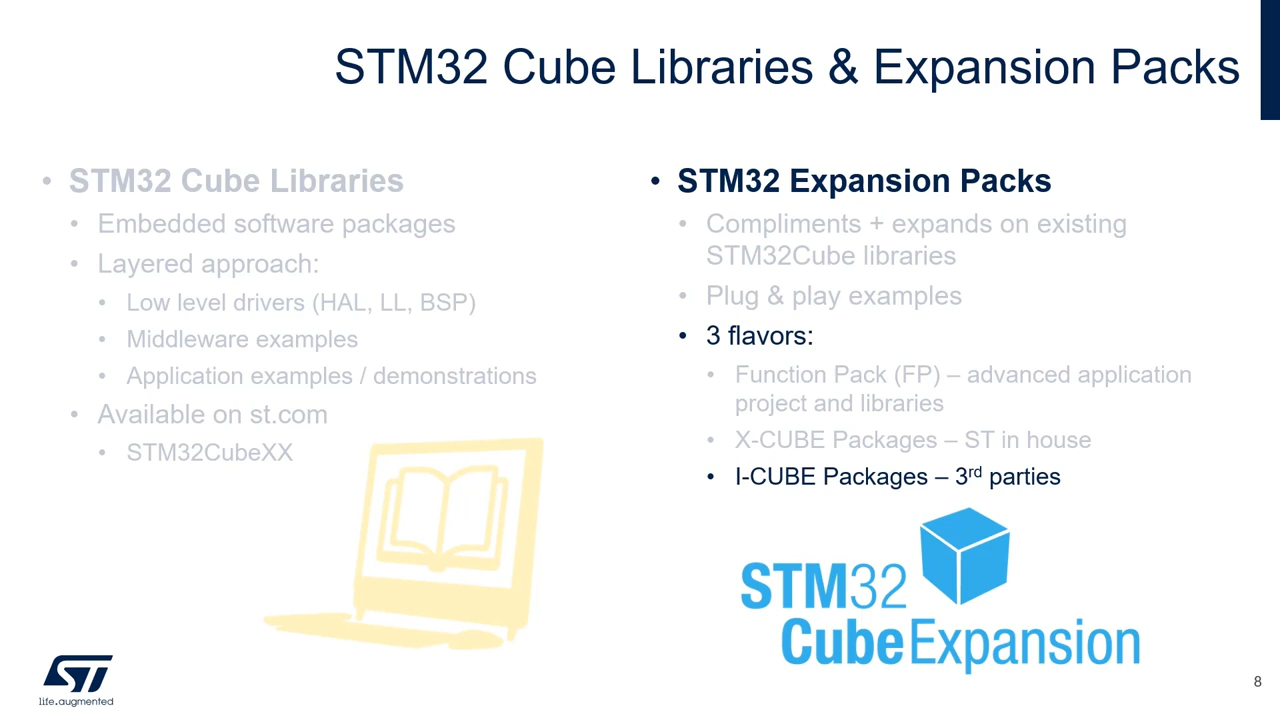 STM32 Cube Libraries & Expansion Packs
• STM32 Cube Libraries
• Embedded software packages
• Layered approach:
• Low level drivers (HAL, LL, BSP)
• Middleware examples
• Application examples / demonstrations
• Available on st.com
• STM32CubeXX
• STM32 Expansion Packs
• Compliments + expands on existing
STM32Cube libraries
• Plug & play examples
• 3 flavors:
• Function Pack (FP) – advanced application
project and libraries
• X-CUBE Packages – ST in house
• I-CUBE Packages – 3rd parties
STM32
CubeExpansion
ST
life.augmented
8